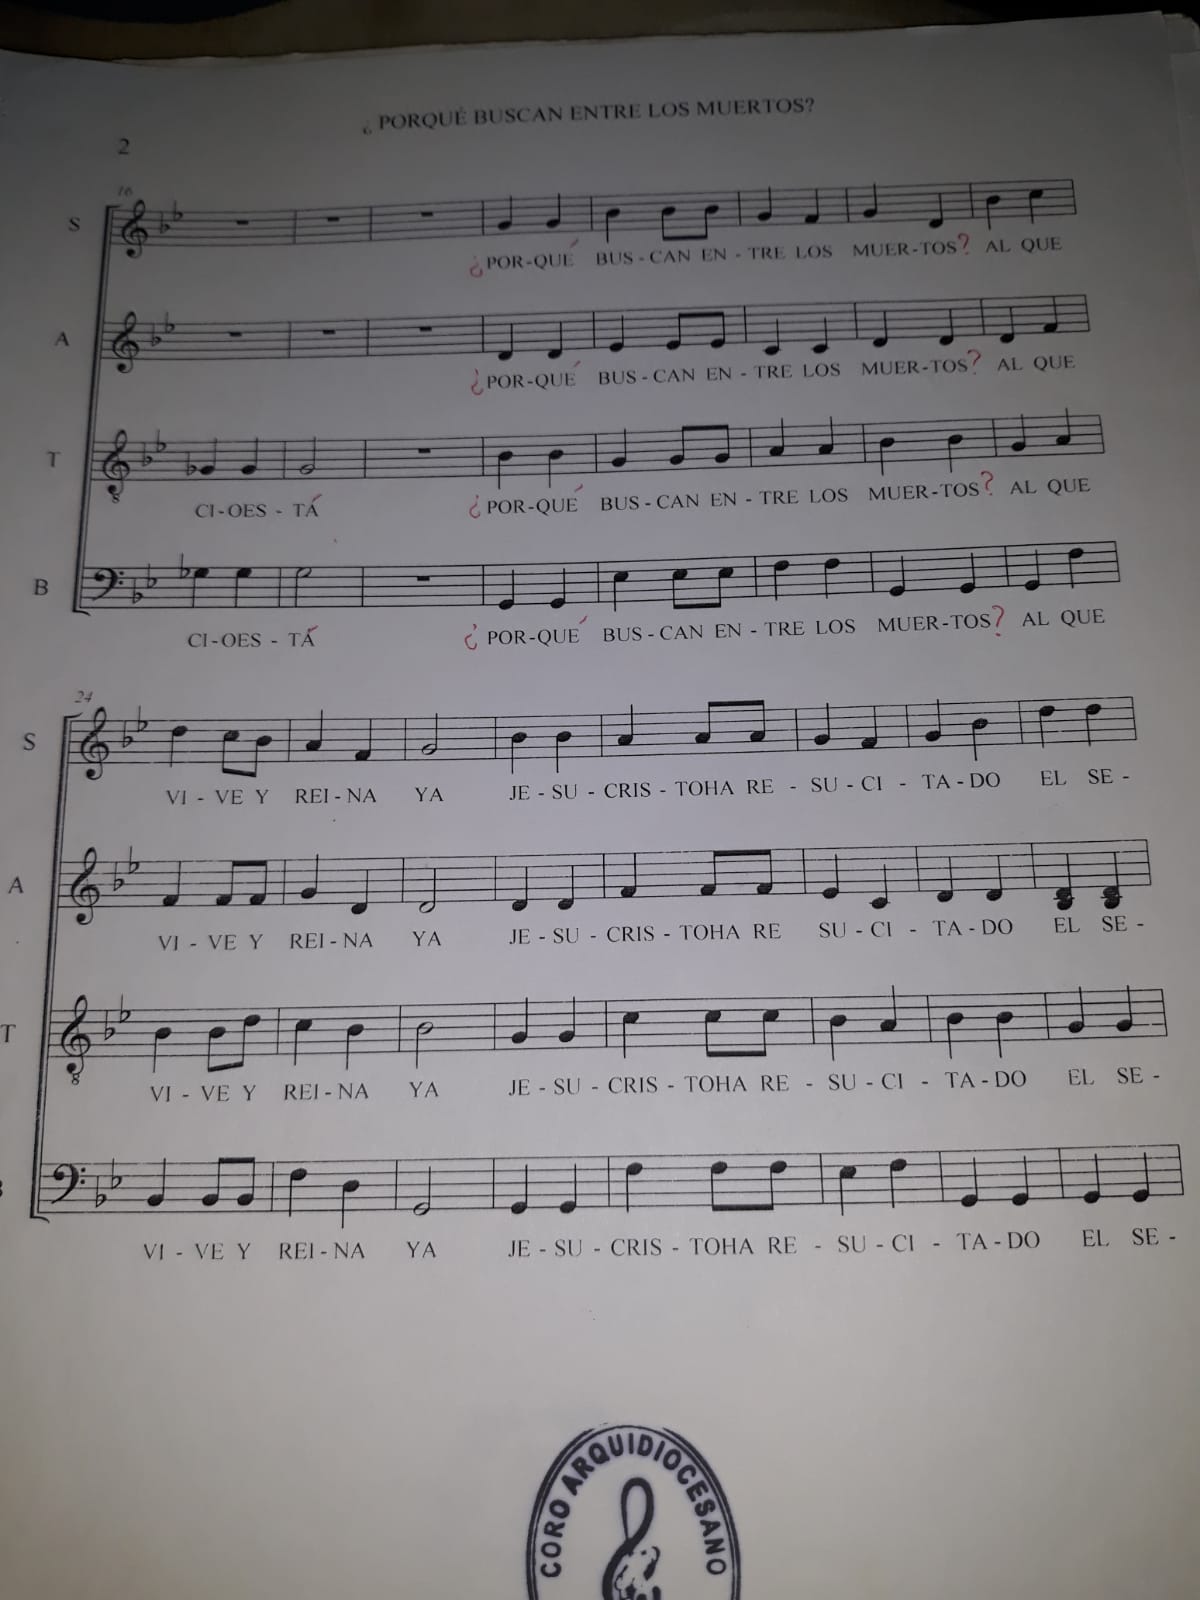 ¿ PORQUÉ BUSCAN ENTRE LOS MUERTOS?
2
16
S
¿POR-QUÉ BUS-CAN EN-TRE LOS MUER-TOS? AL QUE
A
¿POR-QUÉ BUS-CAN EN-TRE LOS MUER-TOS? AL QUE
T
CI-OES-TÁ ¿POR-QUÉ BUS-CAN EN-TRE LOS MUER-TOS? AL QUE
B
CI-OES-TÁ ¿POR-QUÉ BUS-CAN EN-TRE LOS MUER-TOS? AL QUE
24
S
VI-VE Y REI-NA YA JE-SU-CRIS-TOHA RE-SU-CI-TA-DO EL SE-
A
VI-VE Y REI-NA YA JE-SU-CRIS-TOHA RE SU-CI-TA-DO EL SE-
T
VI-VE Y REI-NA YA JE-SU-CRIS-TOHA RE-SU-CI-TA-DO EL SE-
VI-VE Y REI-NA YA JE-SU-CRIS-TOHA RE-SU-CI-TA-DO EL SE-
CORO ARQUIDIOCESANO